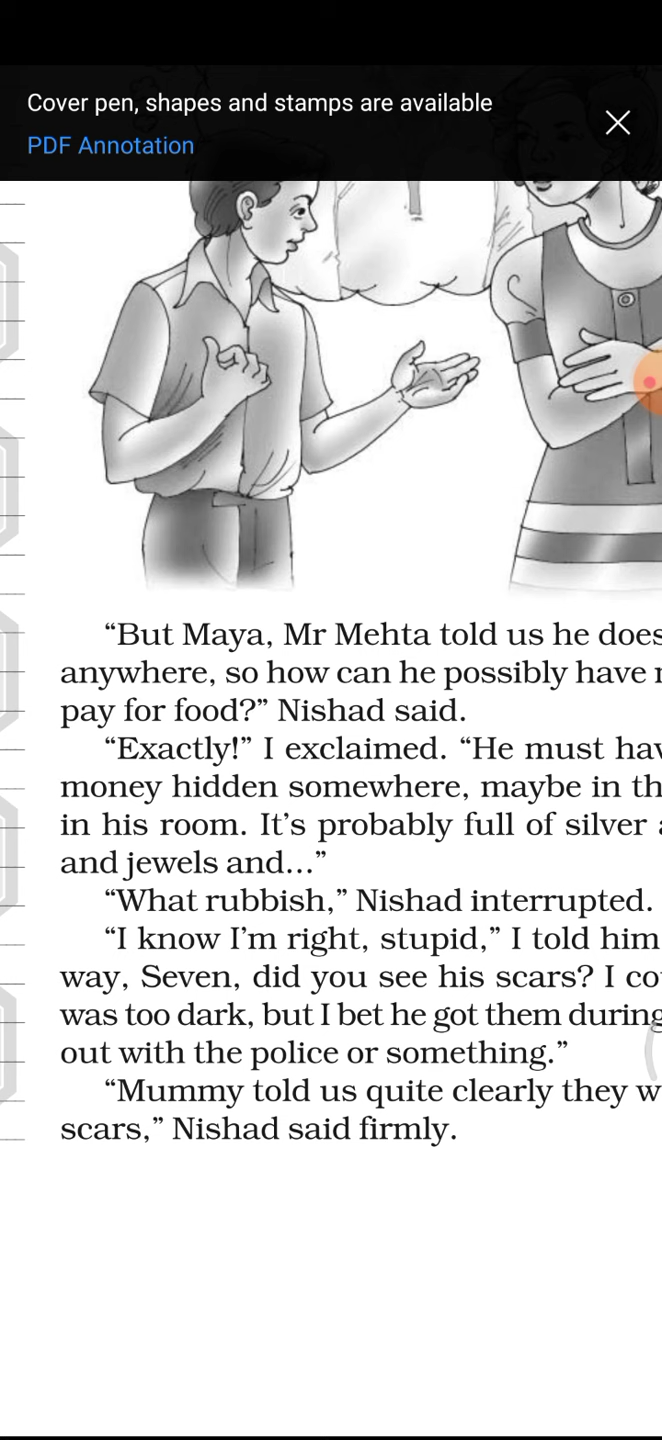 Cover pen, shapes and stamps are available
PDF Annotation
“But Maya, Mr Mehta told us he does
anywhere, so how can he possibly have
pay for food?” Nishad said.
“Exactly!” I exclaimed. “He must hav
money hidden somewhere, maybe in th
in his room. It’s probably full of silver
and jewels and...”
“What rubbish,” Nishad interrupted.
“I know I’m right, stupid,” I told him
way, Seven, did you see his scars? I co
was too dark, but I bet he got them during
out with the police or something.”
“Mummy told us quite clearly they w
scars,” Nishad said firmly.